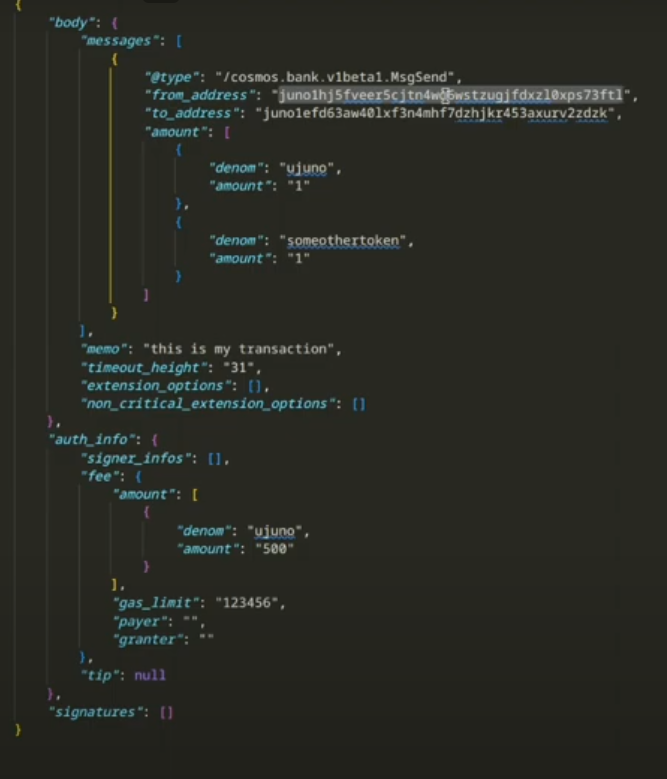 {
"body": {
"messages": [
{
"@type": "/cosmos.bank.v1beta1.MsgSend",
"from_address": "juno1hj5fveer5cjtn4wd6wstzugjfdxzl0xps73ftl",
"to_address": "juno1efd63aw40lxf3n4mhf7dzhjkr453axurv2zdzk",
"amount": [
{
"denom": "ujuno",
"amount": "1"
},
{
"denom": "someothertoken",
"amount": "1"
}
]
}
],
"memo": "this is my transaction",
"timeout_height": "31",
"extension_options": [],
"non_critical_extension_options": []
},
"auth_info": {
"signer_infos": [],
"fee": {
"amount": [
{
"denom": "ujuno",
"amount": "500"
}
],
"gas_limit": "123456",
"payer": "",
"granter": ""
},
"tip": null
},
"signatures": []
}